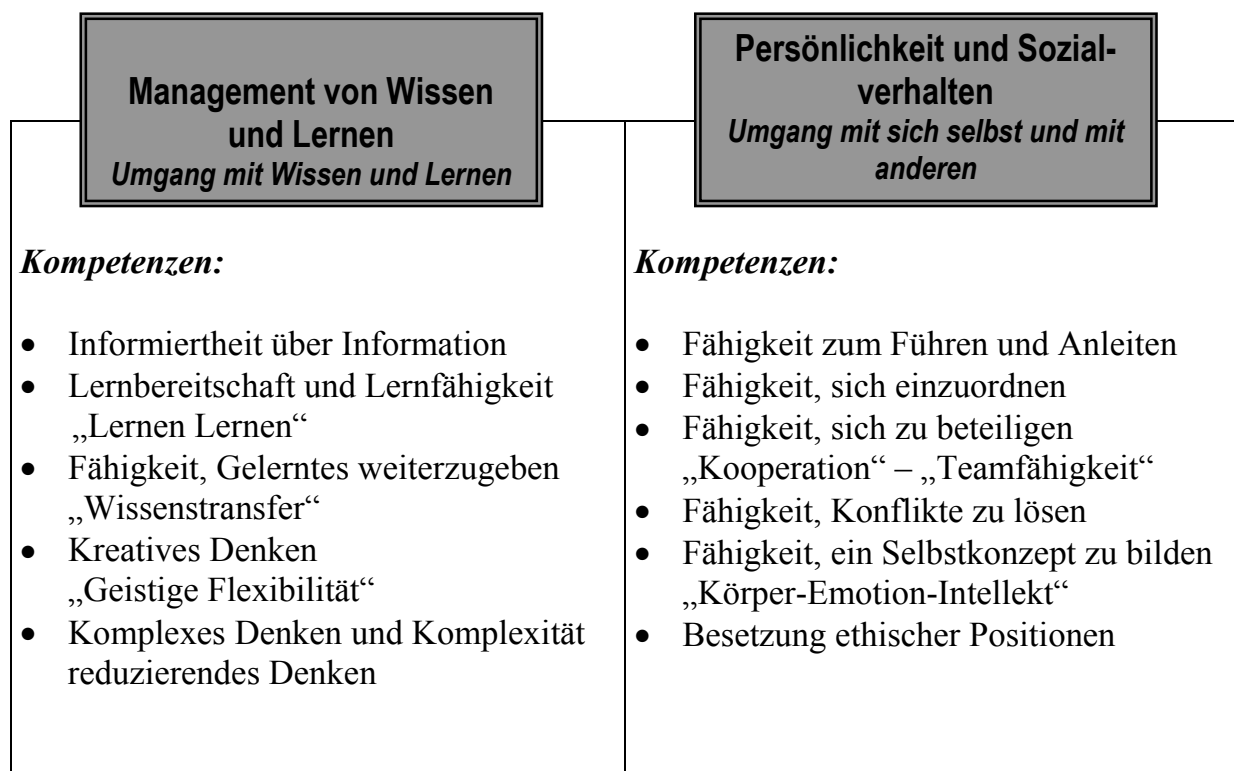 Management von Wissen
und Lernen
Umgang mit Wissen und Lernen
Kompetenzen:
• Informiertheit über Information
• Lernbereitschaft und Lernfähigkeit
„Lernen Lernen“
• Fähigkeit, Gelerntes weiterzugeben
„Wissenstransfer“
• Kreatives Denken
„Geistige Flexibilität“
• Komplexes Denken und Komplexität
reduzierendes Denken
Persönlichkeit und Sozial-
verhalten
Umgang mit sich selbst und mit
anderen
Kompetenzen:
• Fähigkeit zum Führen und Anleiten
• Fähigkeit, sich einzuordnen
• Fähigkeit, sich zu beteiligen
„Kooperation“ – „Teamfähigkeit“
• Fähigkeit, Konflikte zu lösen
• Fähigkeit, ein Selbstkonzept zu bilden
„Körper-Emotion-Intellekt“
• Besetzung ethischer Positionen